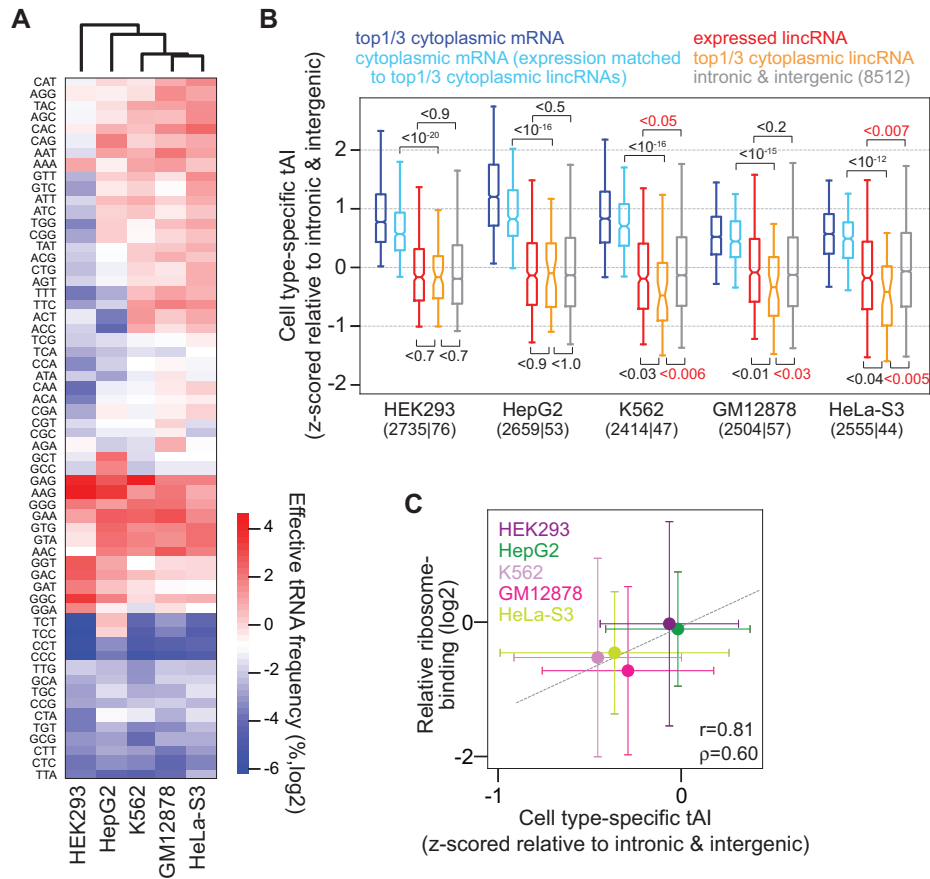 A
CAT
AGG
TAC
AGC
CAC
CAG
AAT
AAA
GTT
GTC
ATT
ATC
TGG
CGG
TAT
ACG
CTG
AGT
TTT
TTC
ACT
ACC
TCG
TCA
CCA
ATA
CAA
ACA
CGA
CGT
CGC
AGA
GCT
GCC
GAG
AAG
GGG
GAA
GTG
GTA
AAC
GGT
GAC
GAT
GGC
GGA
TCT
TCC
CCT
CCC
TTG
GCA
TGC
CCG
CTA
TGT
GCG
CTT
CTC
TTA
HEK293
HepG2
K562
GM12878
HeLa-S3
4
2
0
-2
-4
-6
Effective tRNA frequency (%,log2)
B
top1/3 cytoplasmic mRNA
cytoplasmic mRNA (expression matched
to top1/3 cytoplasmic lincRNAs)
expressed lincRNA
top1/3 cytoplasmic lincRNA
intronic & intergenic (8512)
Cell type-specific tAI
(z-scored relative to intronic & intergenic)
2
1
0
-1
-2
<0.9
<10-20
<0.7
<0.7
<0.5
<10-16
<0.9
<1.0
<0.05
<10-16
<0.03
<0.006
<0.2
<10-15
<0.01
<0.03
<0.007
<10-12
<0.04
<0.005
HEK293
(2735|76)
HepG2
(2659|53)
K562
(2414|47)
GM12878
(2504|57)
HeLa-S3
(2555|44)
C
HEK293
HepG2
K562
GM12878
HeLa-S3
Relative ribosome-
binding (log2)
0
-2
r=0.81
ρ=0.60
-1
0
Cell type-specific tAI
(z-scored relative to intronic & intergenic)